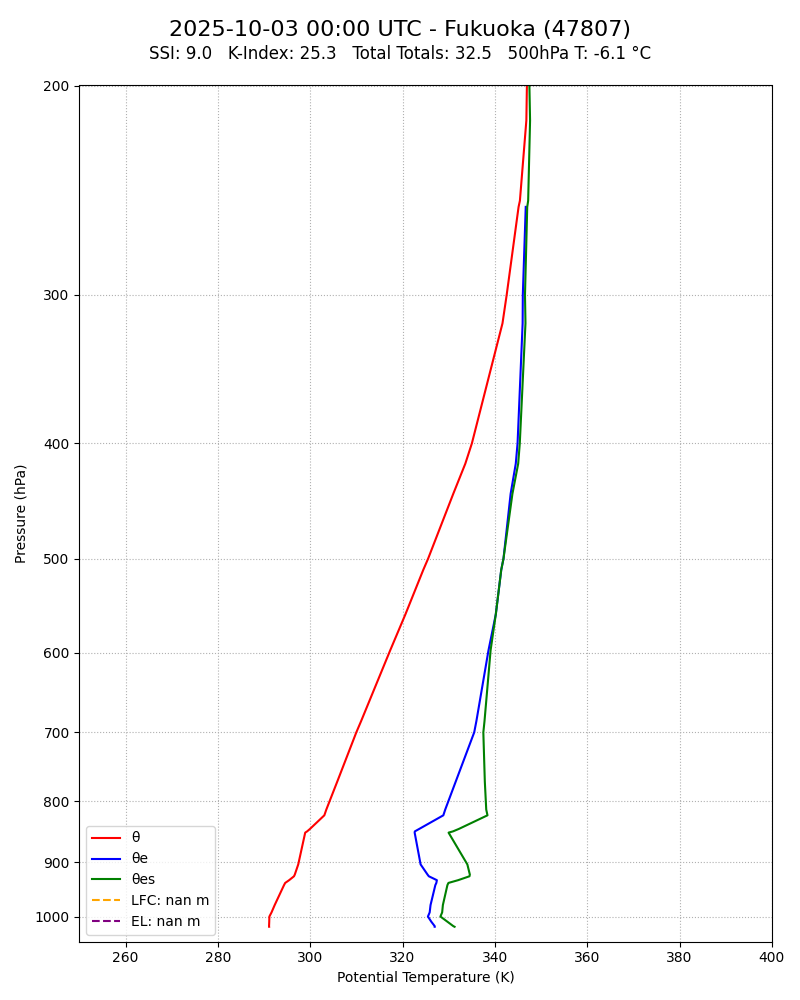 2025-10-03 00:00 UTC - Fukuoka (47807)
SSI: 9.0   K-Index: 25.3   Total Totals: 32.5   500hPa T: -6.1 °C
200
300
400
500
600
700
800
900
1000
Pressure (hPa)
θ
θe
θes
LFC: nan m
EL: nan m
260 280 300 320 340 360 380 400
Potential Temperature (K)